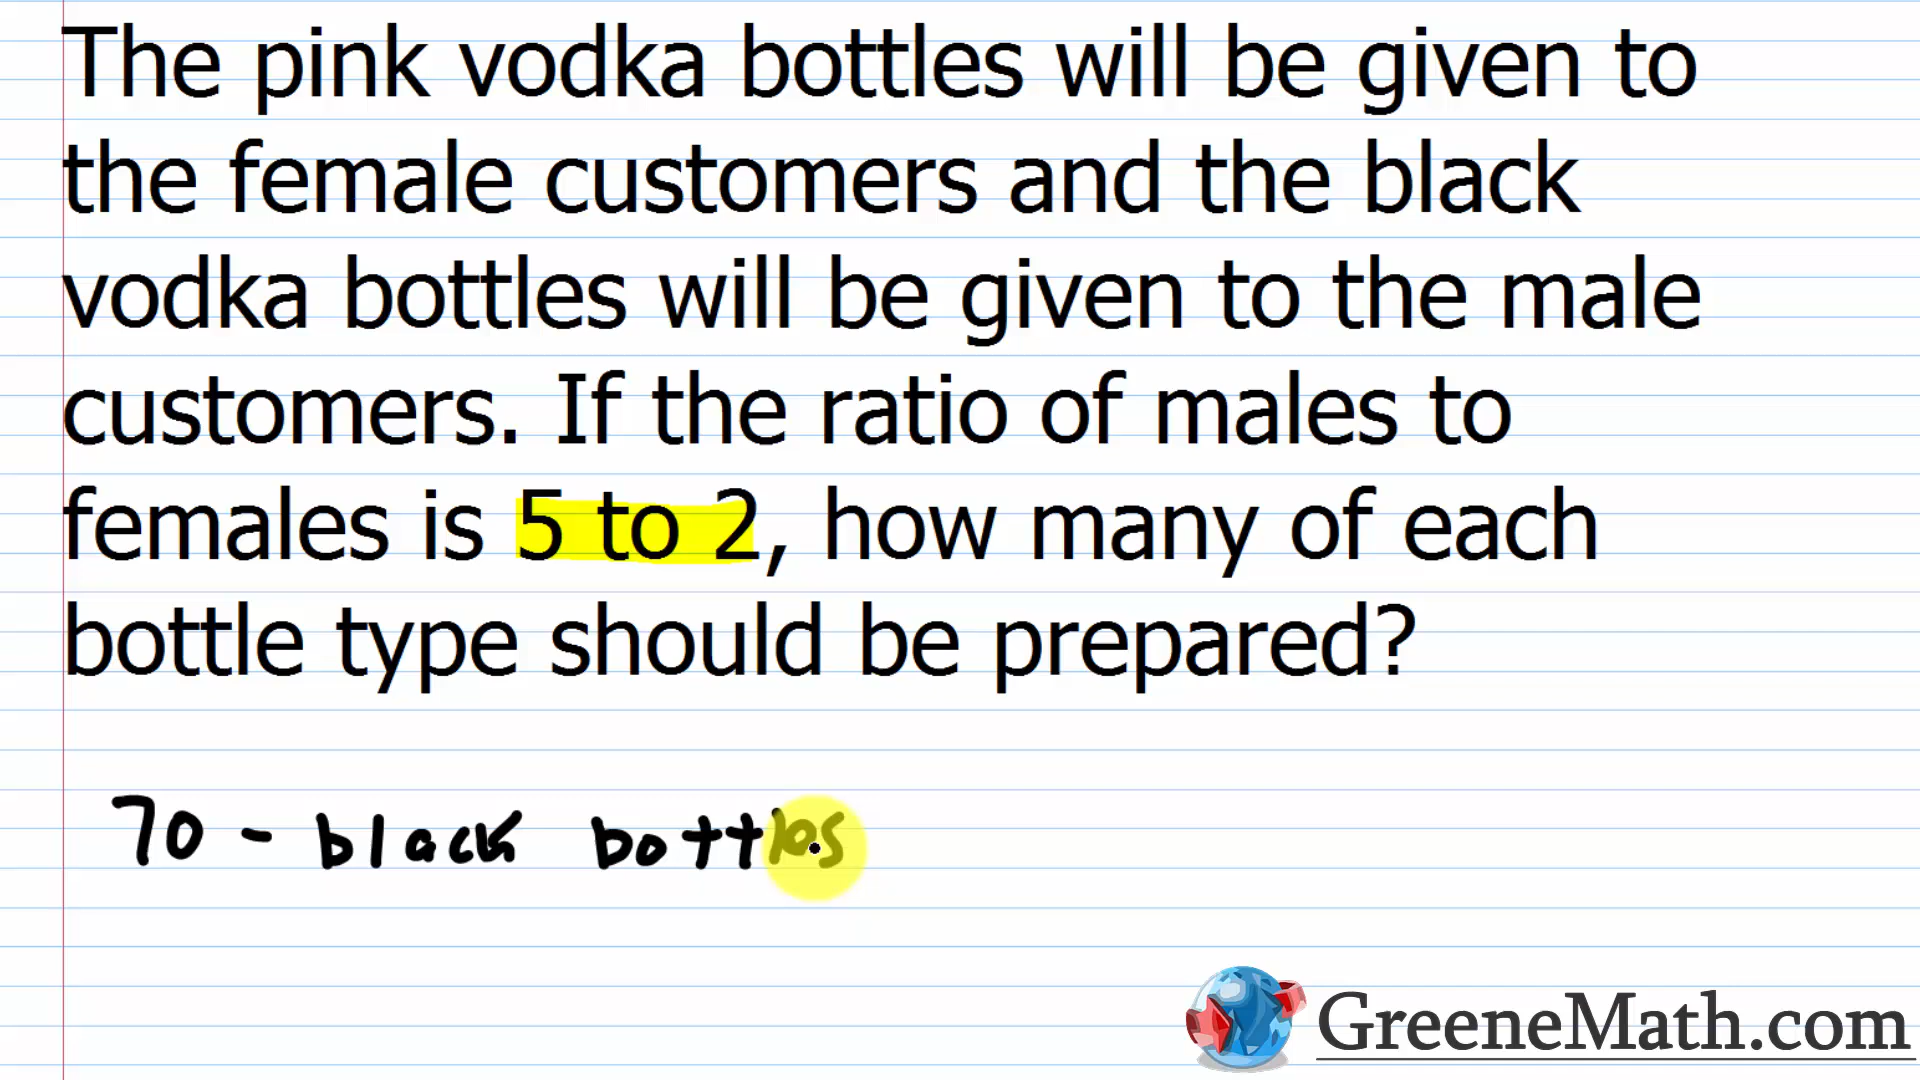 The pink vodka bottles will be given to
the female customers and the black
vodka bottles will be given to the male
customers. If the ratio of males to
females is 5 to 2, how many of each
bottle type should be prepared?
70 - black bottles
GreeneMath.com